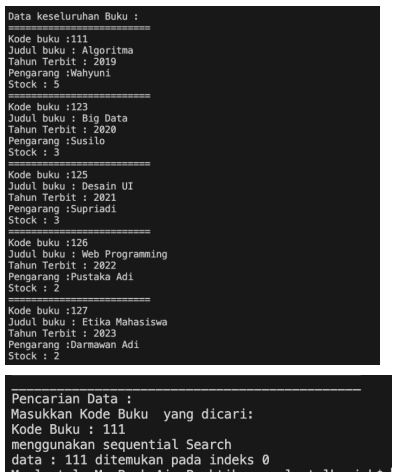 Data keseluruhan Buku :
==========================
Kode buku :111
Judul buku : Algoritma
Tahun Terbit : 2019
Pengarang :Wahyuni
Stock : 5
==========================
Kode buku :123
Judul buku : Big Data
Tahun Terbit : 2020
Pengarang :Susilo
Stock : 3
==========================
Kode buku :125
Judul buku : Desain UI
Tahun Terbit : 2021
Pengarang :Supriadi
Stock : 3
==========================
Kode buku :126
Judul buku : Web Programming
Tahun Terbit : 2022
Pengarang :Pustaka Adi
Stock : 2
==========================
Kode buku :127
Judul buku : Etika Mahasiswa
Tahun Terbit : 2023
Pengarang :Darmawan Adi
Stock : 2
Pencarian Data :
Masukkan Kode Buku  yang dicari:
Kode Buku : 111
menggunakan sequential Search
data : 111 ditemukan pada indeks 0